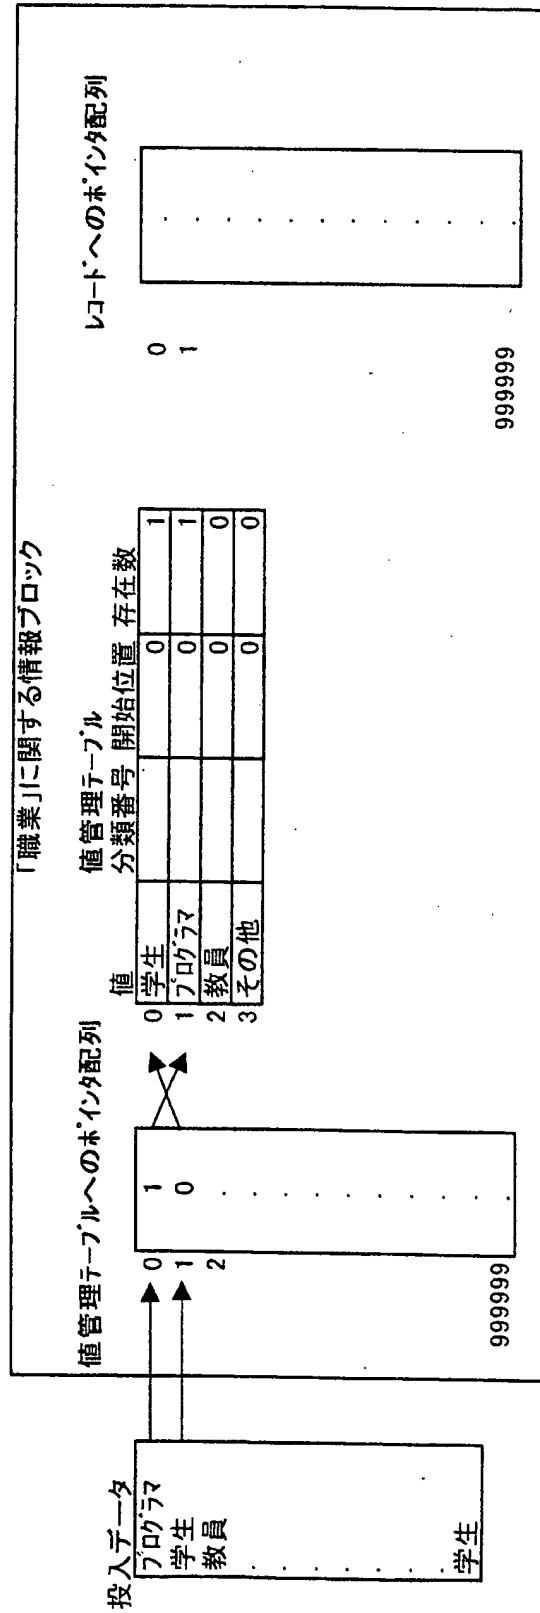 「職業」に関する情報ブロック
投入データ
プログラマ
学生
教員
学生
値管理テーブルへのポインタ配列
0 1
1 0
2
999999
値管理テーブル
値 分類番号 開始位置 存在数
0 学生 0 1
1 プログラマ 0 1
2 教員 0 0
3 その他 0 0
レコードへのポインタ配列
0
1
999999